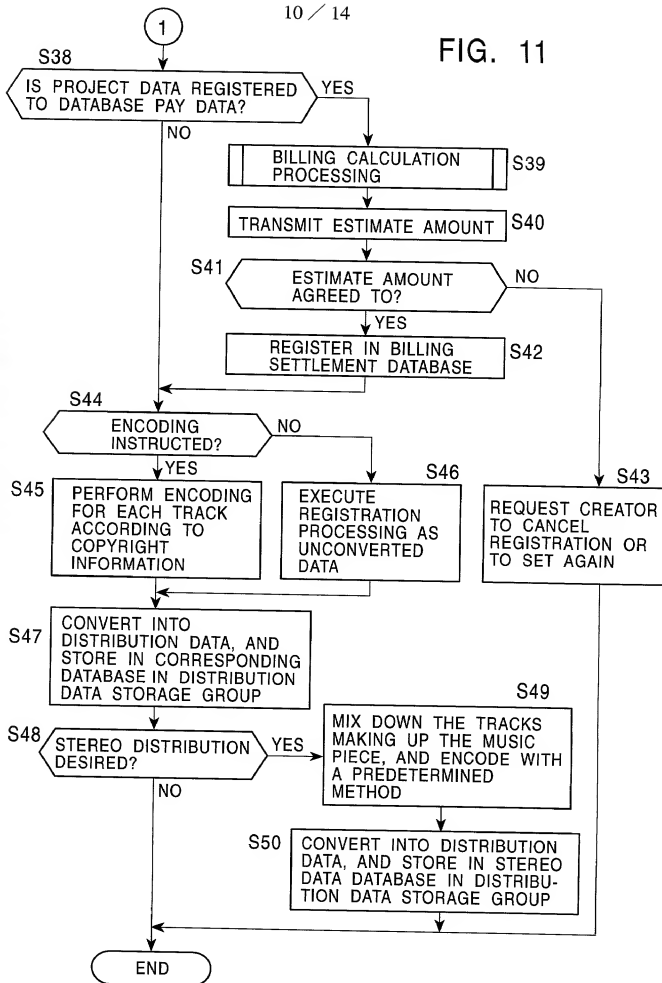 10 / 14
FIG. 11
1
S38
IS PROJECT DATA REGISTERED
TO DATABASE PAY DATA?
YES
NO
BILLING CALCULATION
PROCESSING
S39
TRANSMIT ESTIMATE AMOUNT
S40
S41
ESTIMATE AMOUNT
AGREED TO?
NO
YES
REGISTER IN BILLING
SETTLEMENT DATABASE
S42
S44
ENCODING
INSTRUCTED?
NO
YES
S45
PERFORM ENCODING
FOR EACH TRACK
ACCORDING TO
COPYRIGHT
INFORMATION
S46
EXECUTE
REGISTRATION
PROCESSING AS
UNCONVERTED
DATA
S43
REQUEST CREATOR
TO CANCEL
REGISTRATION OR
TO SET AGAIN
S47
CONVERT INTO
DISTRIBUTION DATA, AND
STORE IN CORRESPONDING
DATABASE IN DISTRIBUTION
DATA STORAGE GROUP
S48
STEREO DISTRIBUTION
DESIRED?
YES
NO
S49
MIX DOWN THE TRACKS
MAKING UP THE MUSIC
PIECE, AND ENCODE WITH
A PREDETERMINED
METHOD
S50
CONVERT INTO DISTRIBUTION
DATA, AND STORE IN STEREO
DATA DATABASE IN DISTRIBU-
TION DATA STORAGE GROUP
END